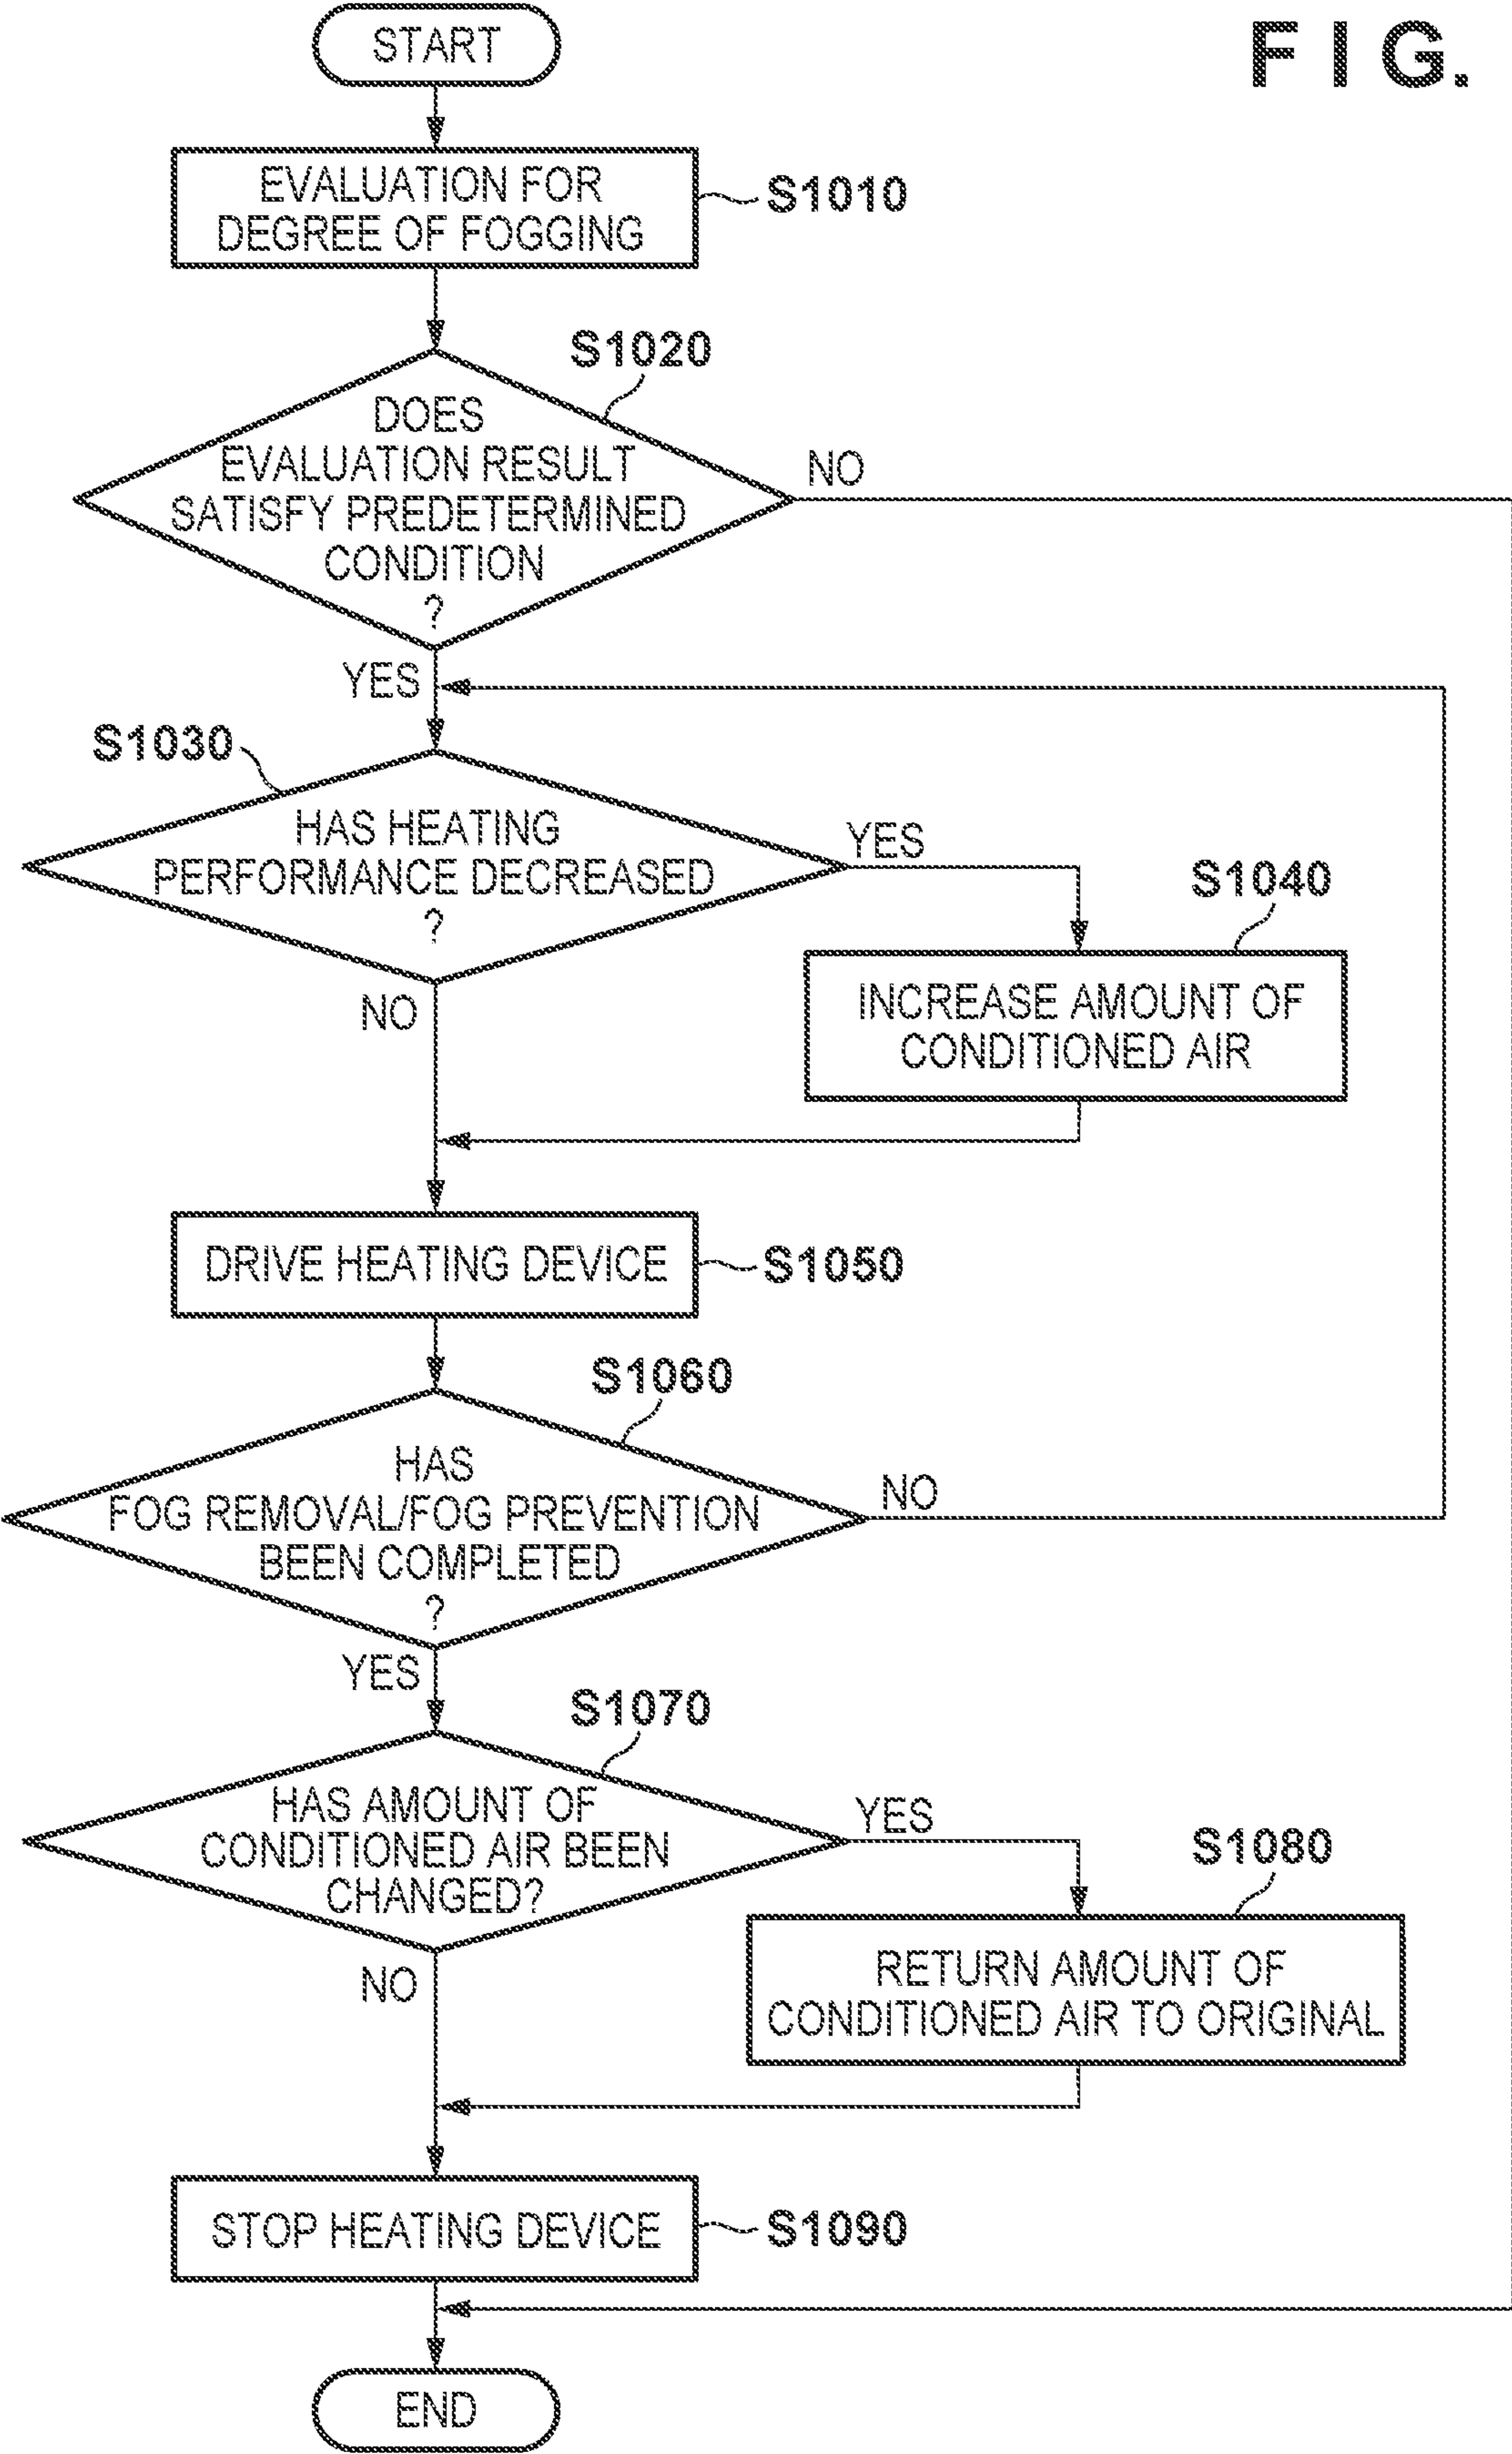 FIG.
START
EVALUATION FOR
DEGREE OF FOGGING
S1010
S1020
DOES
EVALUATION RESULT
SATISFY PREDETERMINED
CONDITION
?
NO
YES
S1030
HAS HEATING
PERFORMANCE DECREASED
?
YES
S1040
NO
INCREASE AMOUNT OF
CONDITIONED AIR
DRIVE HEATING DEVICE
S1050
S1060
HAS
FOG REMOVAL/FOG PREVENTION
BEEN COMPLETED
?
NO
YES
S1070
HAS AMOUNT OF
CONDITIONED AIR BEEN
CHANGED?
YES
S1080
NO
RETURN AMOUNT OF
CONDITIONED AIR TO ORIGINAL
STOP HEATING DEVICE
S1090
END